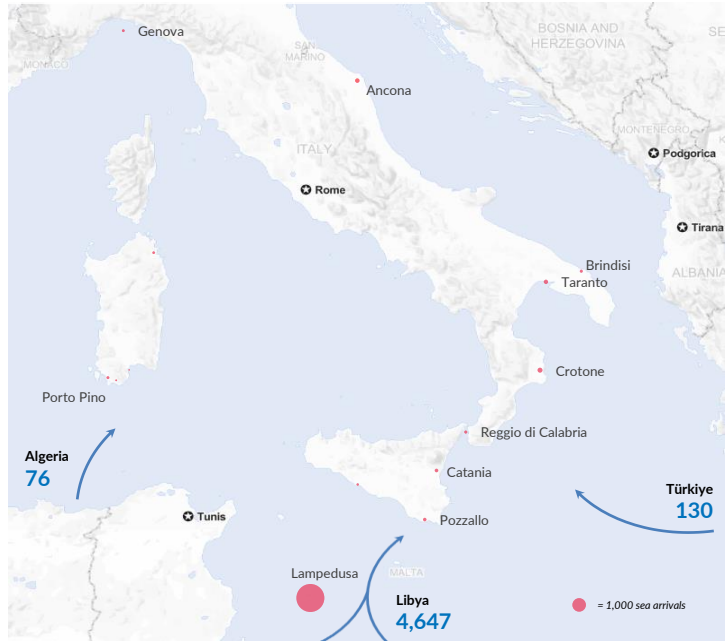 Genova
BOSNIA AND
HERZEGOVINA
SE
SAN
MARINO
MONACO
Ancona
MONTENEGRO
ITALY
K
Podgorica
Rome
Tirana
Brindisi
ALBANIA
Taranto
Crotone
Porto Pino
Reggio di Calabria
Algeria
76
Catania
Türkiye
130
Tunis
Pozzallo
Lampedusa
MALTA
Libya
4,647
= 1,000 sea arrivals